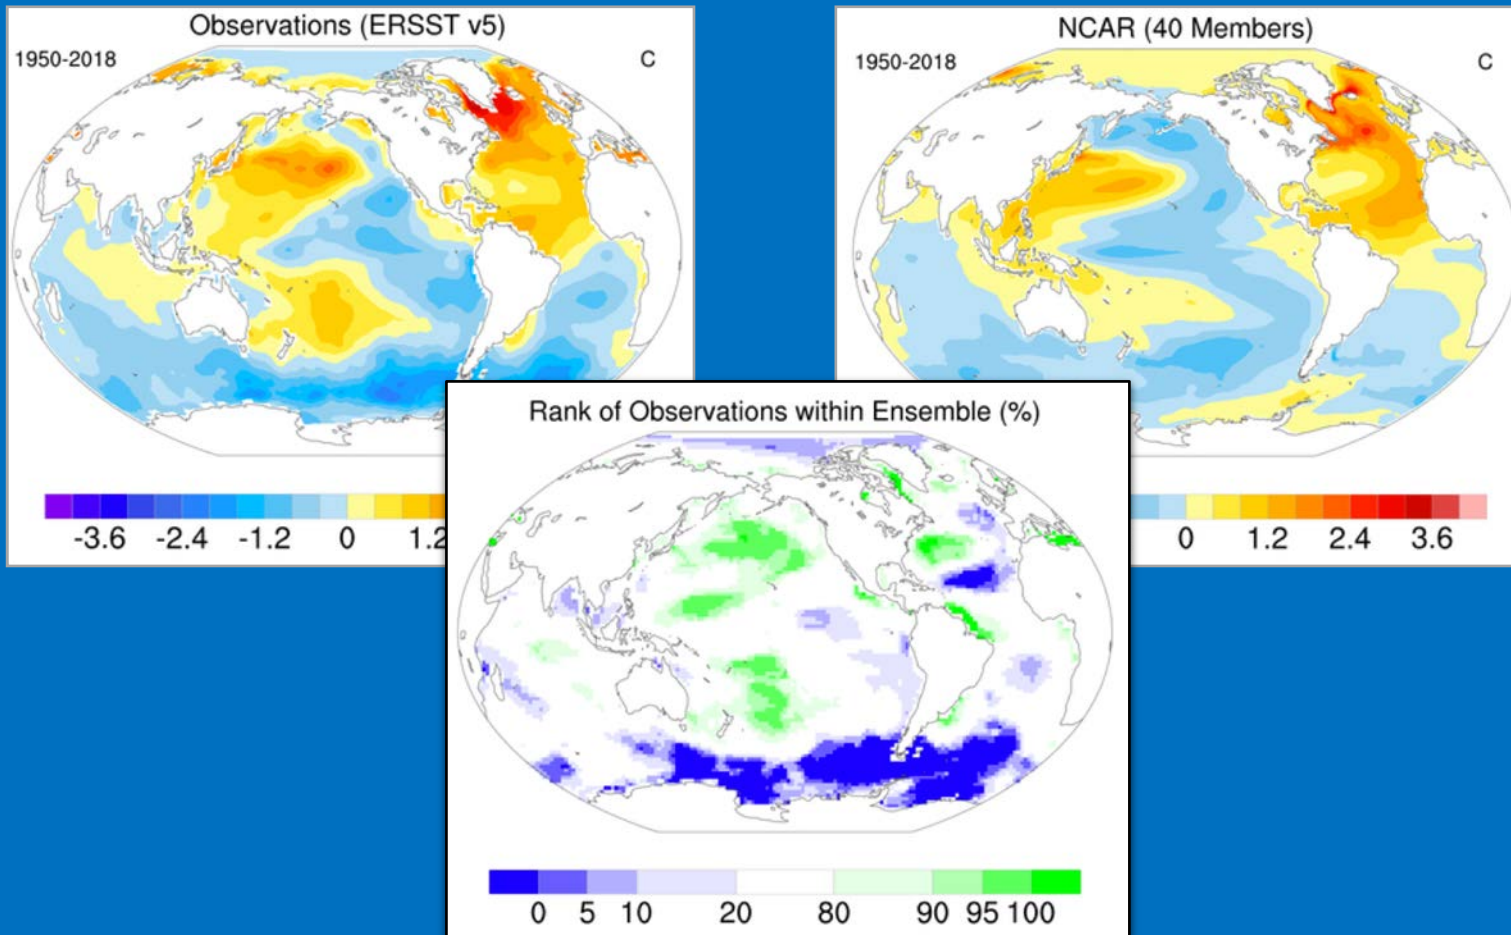 Observations (ERSST v5)
1950-2018 C
-3.6 -2.4 -1.2 0 1.2
NCAR (40 Members)
1950-2018 C
0 1.2 2.4 3.6
Rank of Observations within Ensemble (%)
0 5 10 20 80 90 95 100